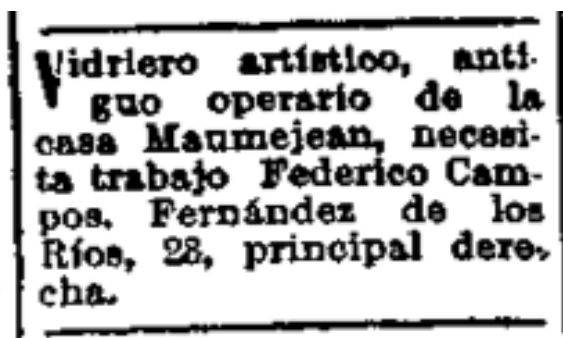 Vidriero artístico, anti-
guo operario de la
casa Maumejean, necesi-
ta trabajo Federico Cam-
pos. Fernández de los
Ríos, 28, principal dere-
cha.